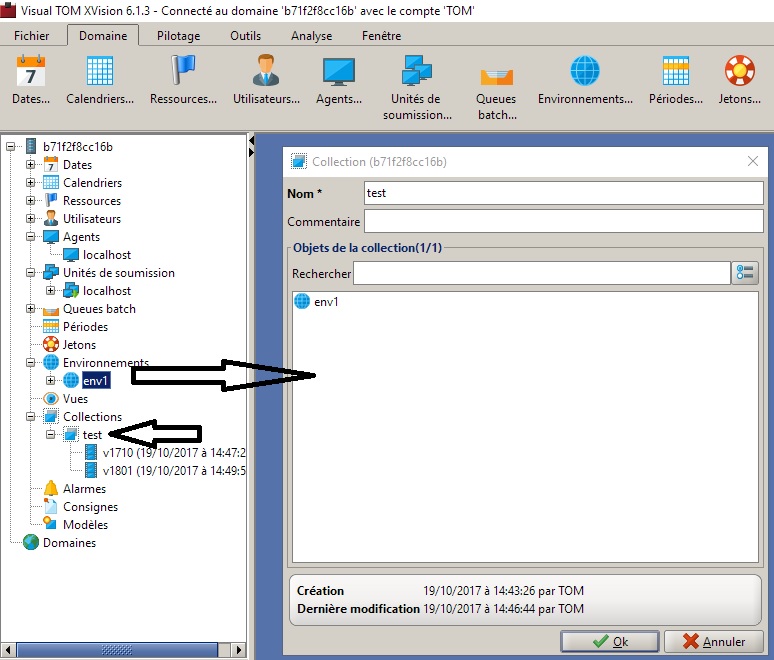 Visual TOM XVision 6.1.3 - Connecté au domaine 'b71f2f8cc16b' avec le compte 'TOM'
Fichier Domaine Pilotage Outils Analyse Fenêtre
7
Dates... Calendriers... Ressources... Utilisateurs... Agents... Unités de soumission... Queues batch... Environnements... Périodes... Jetons...
b71f2f8cc16b
Dates
Calendriers
Ressources
Utilisateurs
Agents
localhost
Unités de soumission
localhost
Queues batch
Périodes
Jetons
Environnements
env1
Vues
Collections
test
v1710 (19/10/2017 à 14:47:2
v1801 (19/10/2017 à 14:49:5
Alarmes
Consignes
Modèles
Domaines
Collection (b71f2f8cc16b)
Nom * test
Commentaire
Objets de la collection(1/1)
Rechercher
env1
Création 19/10/2017 à 14:43:26 par TOM
Dernière modification 19/10/2017 à 14:46:44 par TOM
Ok Annuler